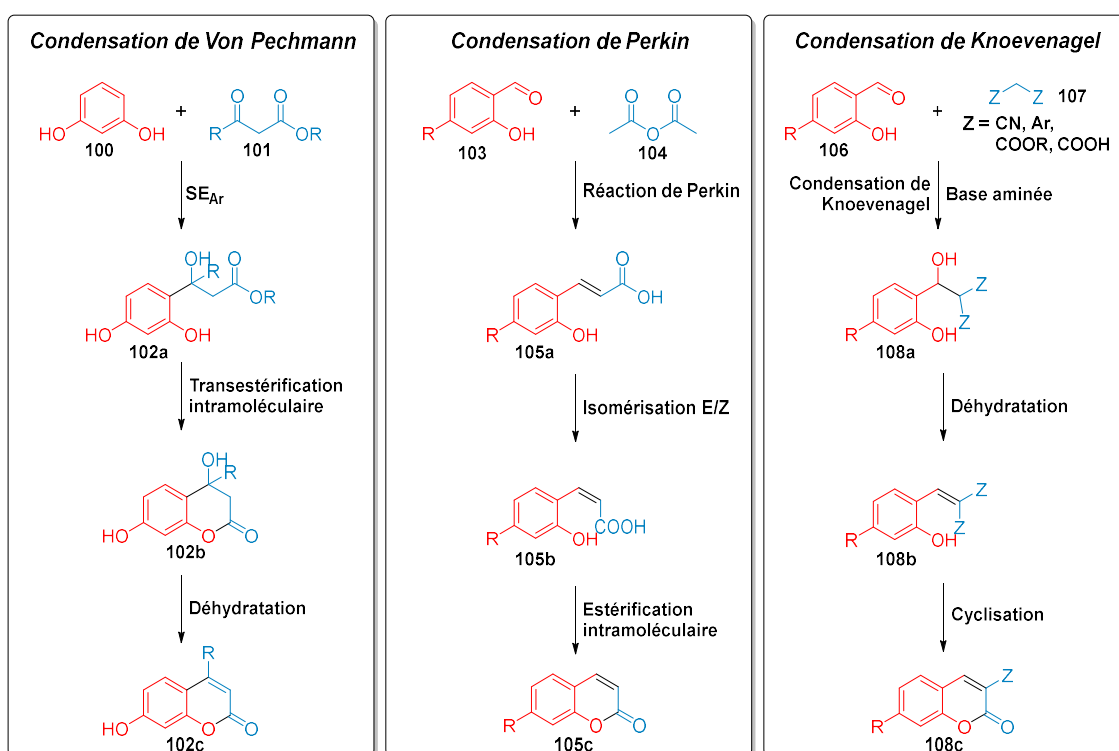 Condensation de Von Pechmann
HO
OH
100
+
O
O
R
OR
101
SEAr
OH
R
O
OR
HO
OH
102a
Transestérification
intramoléculaire
OH
R
HO
O
O
102b
Déhydratation
R
HO
O
O
102c
Condensation de Perkin
O
R
OH
103
+
O
O
O
104
Réaction de Perkin
O
OH
R
OH
105a
Isomérisation E/Z
COOH
R
OH
105b
Estérification
intramoléculaire
R
O
O
105c
Condensation de Knoevenagel
O
R
OH
106
+
Z
Z
107
Z = CN, Ar,
COOR, COOH
Condensation de
Knoevenagel
Base aminée
OH
Z
Z
R
OH
108a
Déhydratation
Z
Z
R
OH
108b
Cyclisation
Z
R
O
O
108c